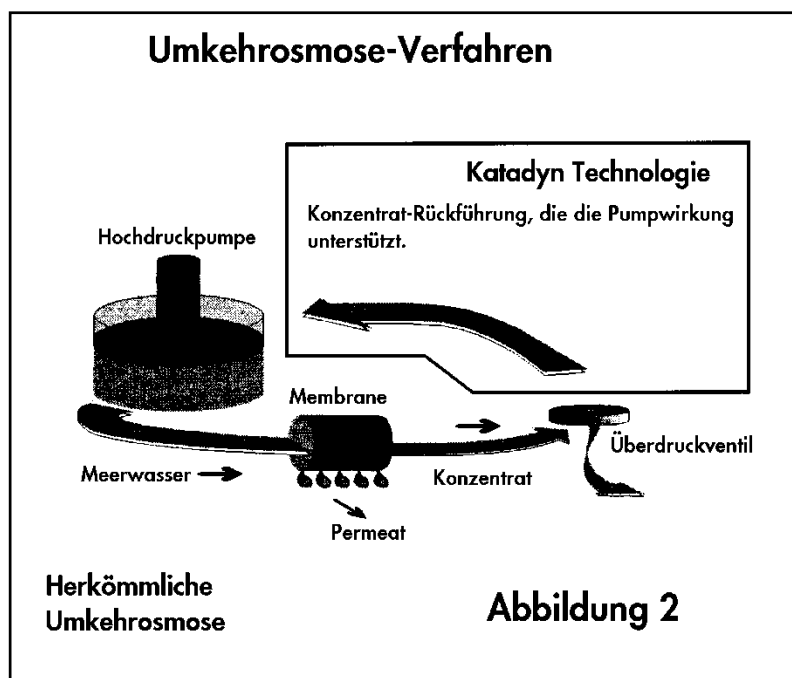 Umkehrosmose-Verfahren
Katadyn Technologie
Konzentrat-Rückführung, die die Pumpwirkung
unterstützt.
Hochdruckpumpe
Membrane
Überdruckventil
Meerwasser
Konzentrat
Permeat
Herkömmliche
Umkehrosmose
Abbildung 2